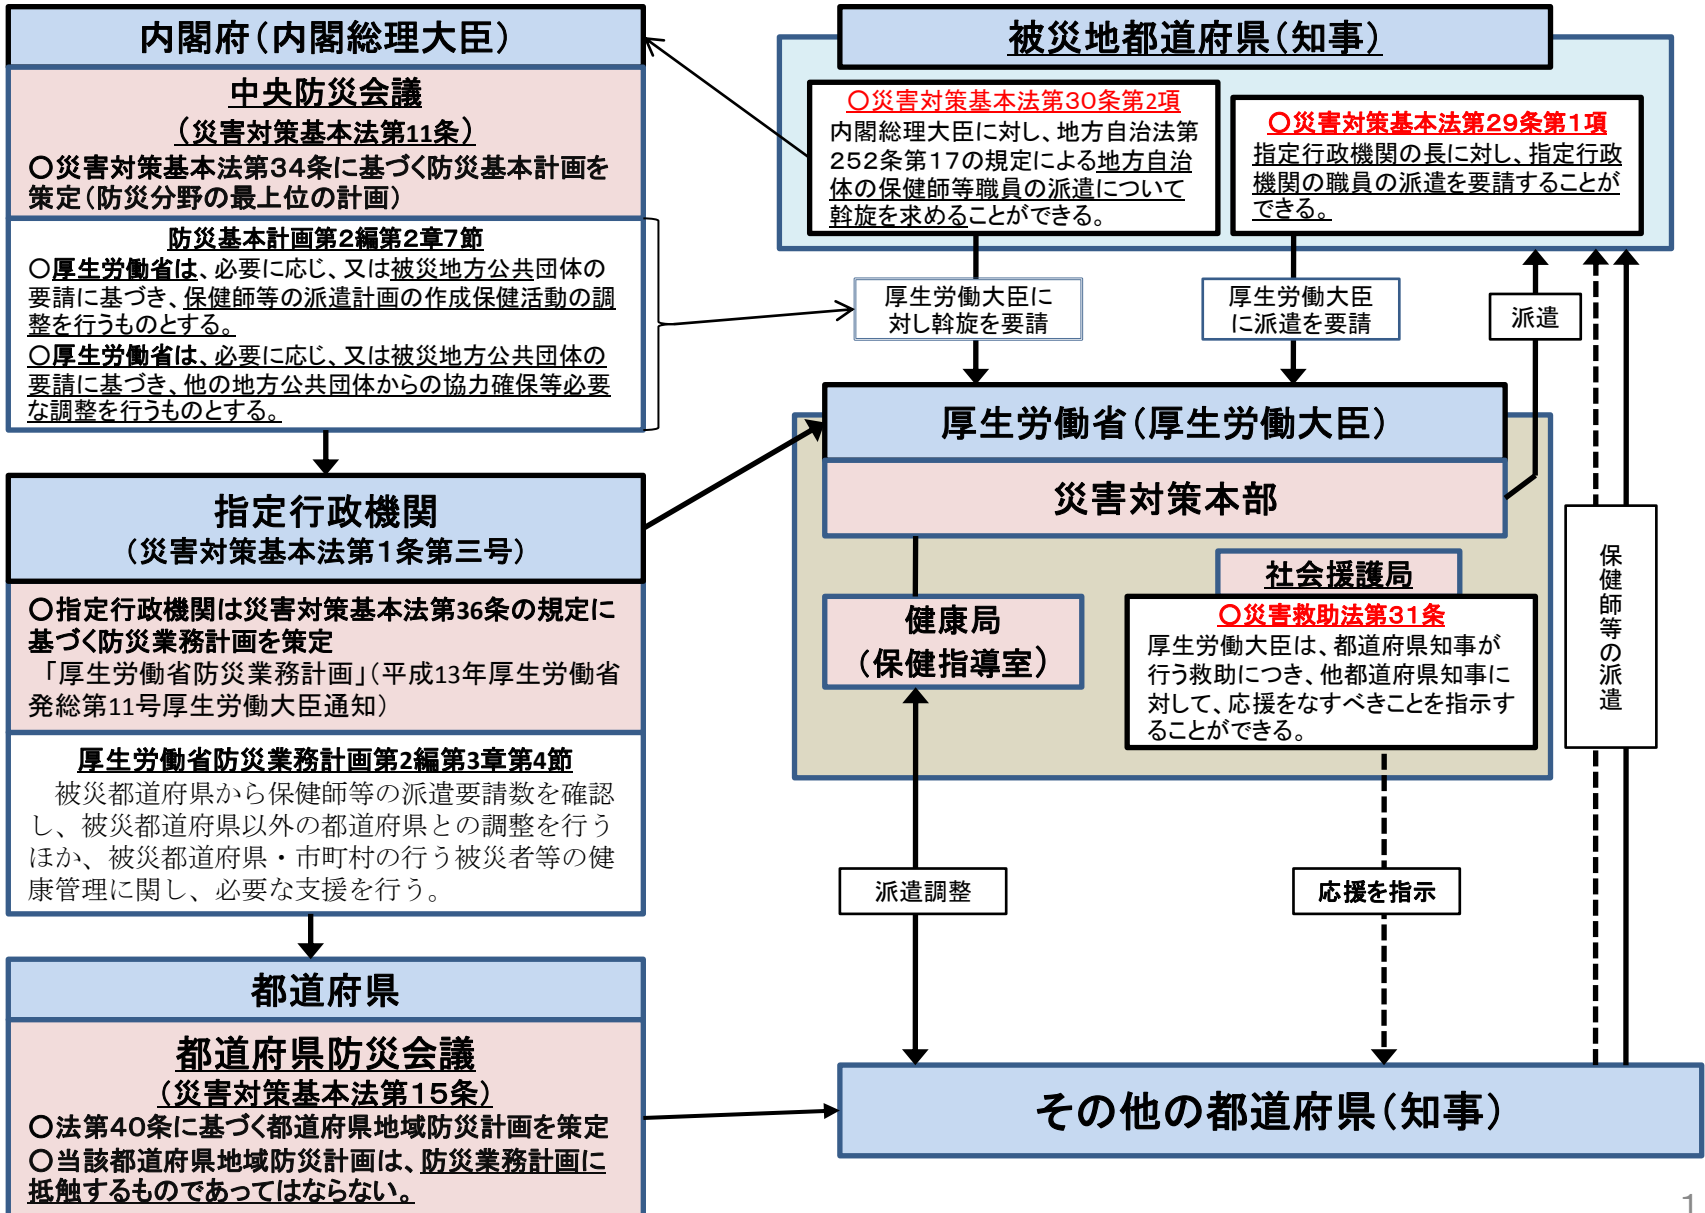 内閣府(内閣総理大臣)
中央防災会議
(災害対策基本法第11条)
○災害対策基本法第34条に基づく防災基本計画を
策定(防災分野の最上位の計画)
防災基本計画第2編第2章7節
○厚生労働省は、必要に応じ、又は被災地方公共団体の
要請に基づき、保健師等の派遣計画の作成保健活動の調
整を行うものとする。
○厚生労働省は、必要に応じ、又は被災地方公共団体の
要請に基づき、他の地方公共団体からの協力確保等必要
な調整を行うものとする。
指定行政機関
(災害対策基本法第1条第三号)
○指定行政機関は災害対策基本法第36条の規定に
基づく防災業務計画を策定
「厚生労働省防災業務計画」(平成13年厚生労働省
発総第11号厚生労働大臣通知)
厚生労働省防災業務計画第2編第3章第4節
被災都道府県から保健師等の派遣要請数を確認
し、被災都道府県以外の都道府県との調整を行う
ほか、被災都道府県・市町村の行う被災者等の健
康管理に関し、必要な支援を行う。
都道府県
都道府県防災会議
(災害対策基本法第15条)
○法第40条に基づく都道府県地域防災計画を策定
○当該都道府県地域防災計画は、防災業務計画に
抵触するものであってはならない。
被災地都道府県(知事)
○災害対策基本法第30条第2項
内閣総理大臣に対し、地方自治法第
252条第17の規定による地方自治
体の保健師等職員の派遣について
斡旋を求めることができる。
○災害対策基本法第29条第1項
指定行政機関の長に対し、指定行政
機関の職員の派遣を要請することが
できる。
厚生労働大臣に
対し斡旋を要請
厚生労働大臣
に派遣を要請
派遣
厚生労働省(厚生労働大臣)
災害対策本部
健康局
(保健指導室)
社会援護局
○災害救助法第31条
厚生労働大臣は、都道府県知事が
行う救助につき、他都道府県知事に
対して、応援をなすべきことを指示す
ることができる。
保健師等の派遣
派遣調整
応援を指示
その他の都道府県(知事)
1